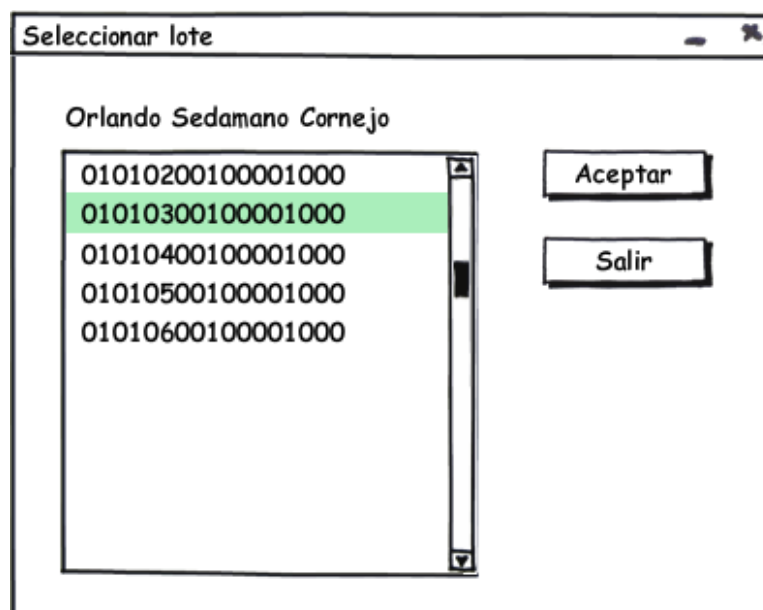 Seleccionar lote
Orlando Sedamano Cornejo
01010200100001000
01010300100001000
01010400100001000
01010500100001000
01010600100001000
Aceptar
Salir